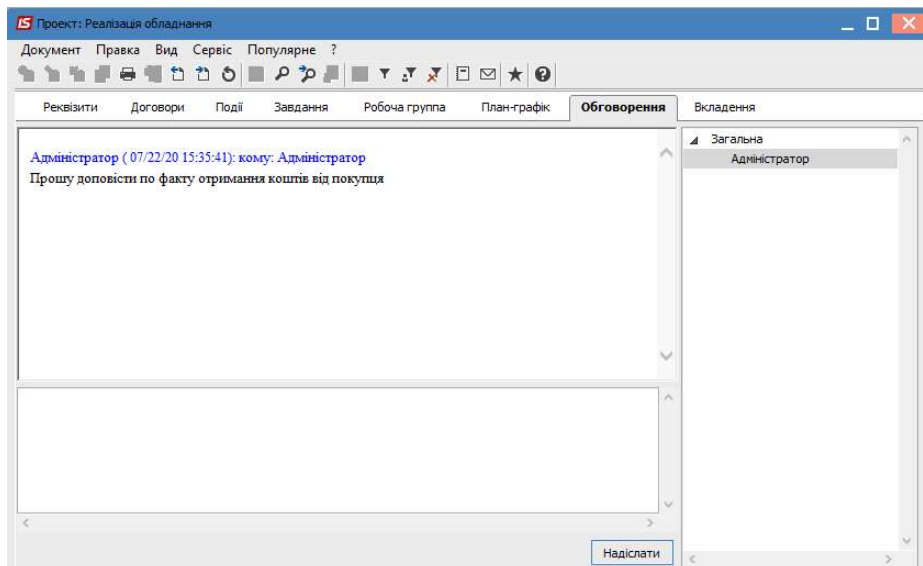 IS Проект: Реалізація обладнання
Документ Правка Вид Сервіс Популярне ?
Реквізити Договори Події Завдання Робоча группа План-графік Обговорення Вкладення
Адміністратор ( 07/22/20 15:35:41): кому: Адміністратор
Прошу доповісти по факту отримання коштів від покупця
Загальна
Адміністратор
Надіслати